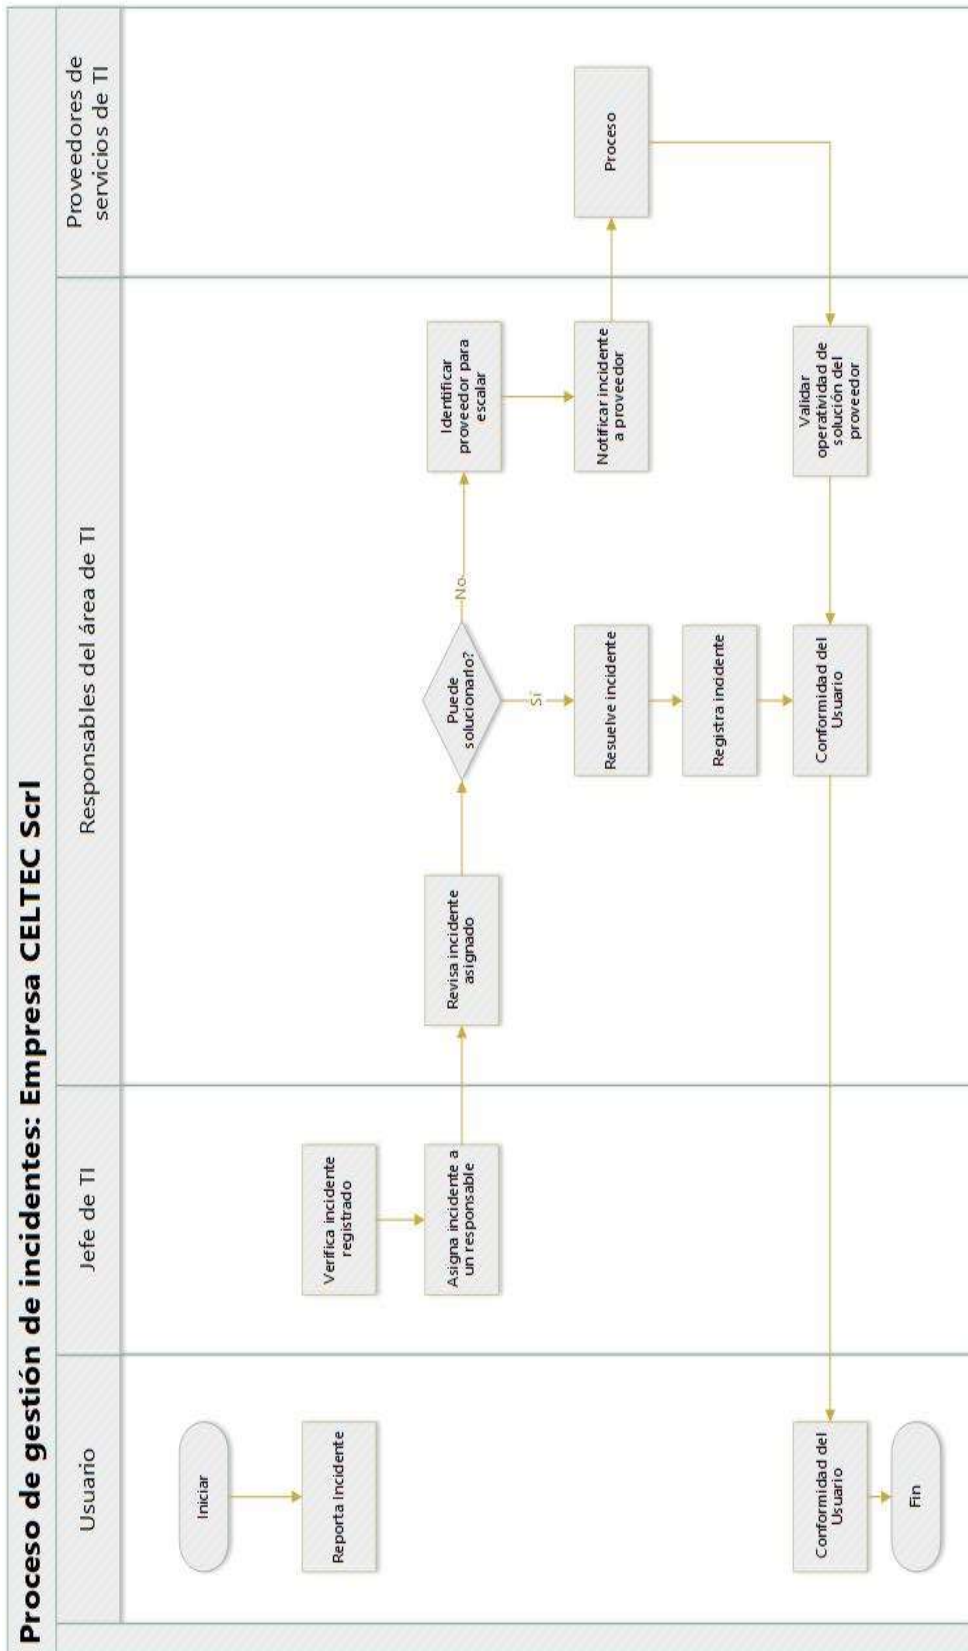 Proceso de gestión de incidentes: Empresa CELTEC Scrl
Usuario
Jefe de TI
Responsables del área de TI
Proveedores de
servicios de TI
Iniciar
Reporta Incidente
Verifica incidente
registrado
Asigna incidente a
un responsable
Revisa incidente
asignado
Puede
solucionarlo?
No
Sí
Identificar
proveedor para
escalar
Notificar incidente
a proveedor
Proceso
Resuelve incidente
Registra incidente
Validar
operatividad de
solución del
proveedor
Conformidad del
Usuario
Conformidad del
Usuario
Fin